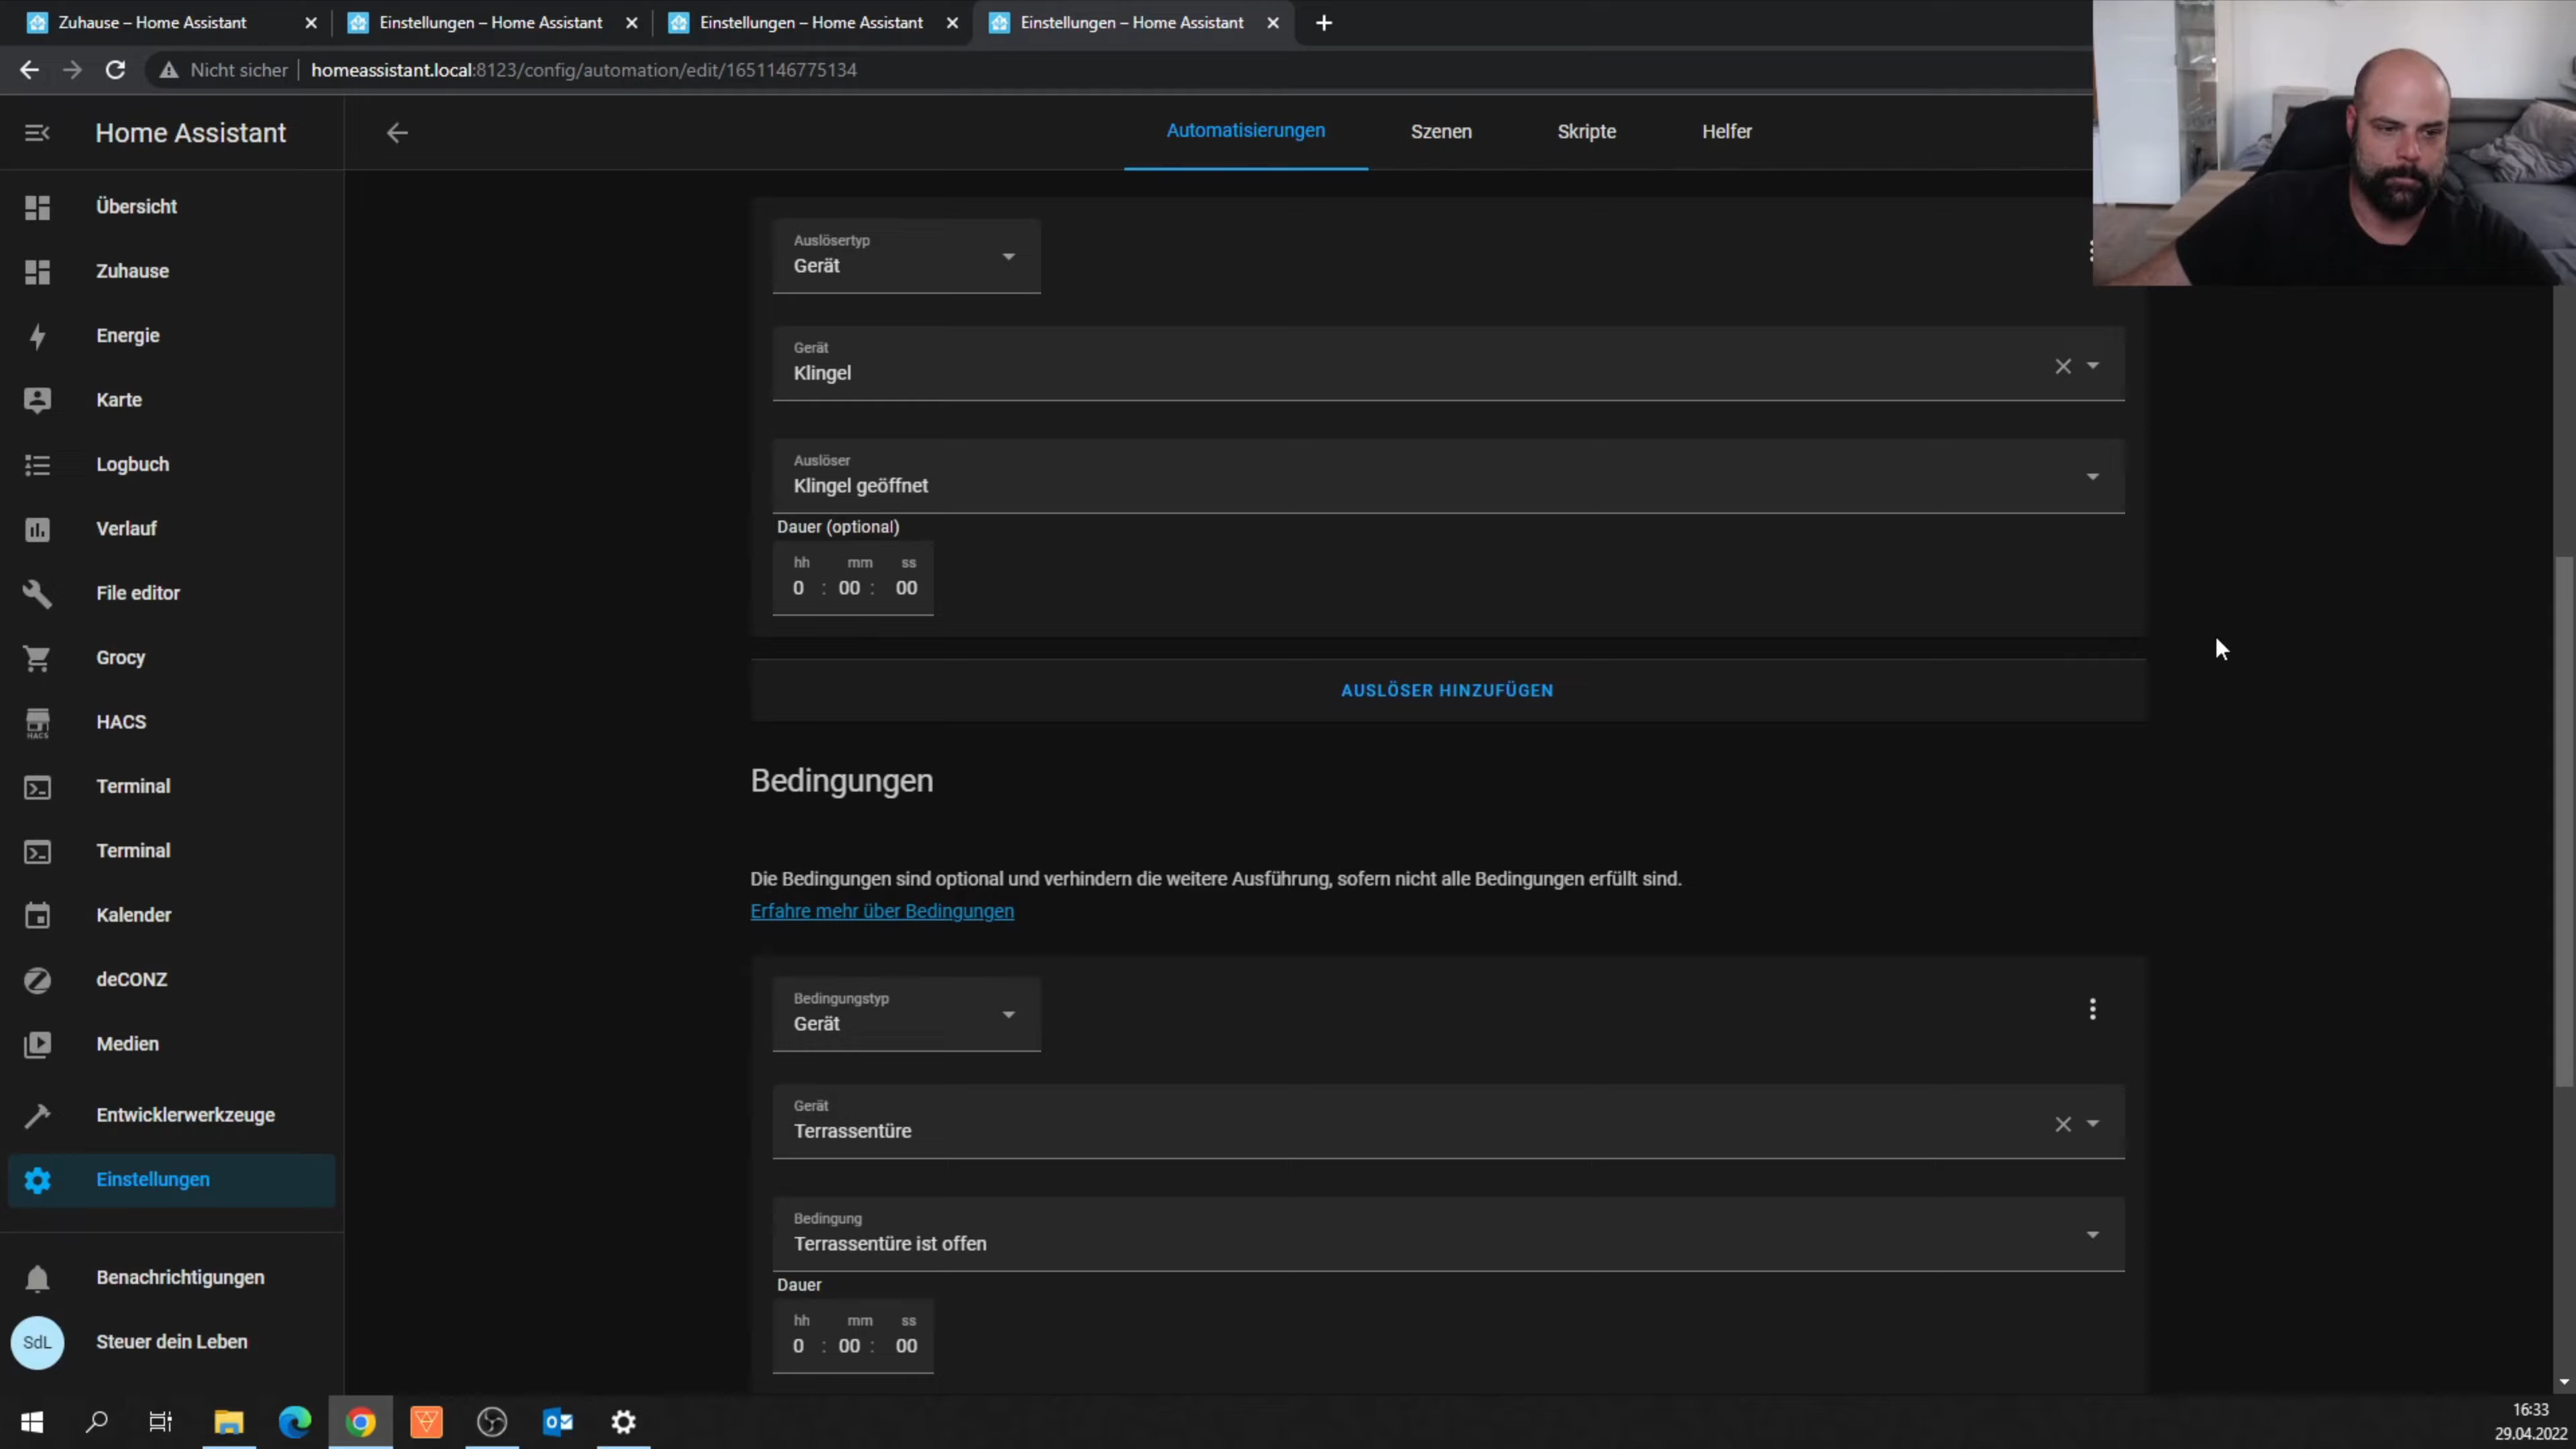 Zuhause – Home Assistant
Einstellungen – Home Assistant
Einstellungen – Home Assistant
Einstellungen – Home Assistant
Nicht sicher
homeassistant.local:8123/config/automation/edit/1651146775134
Home Assistant
Automatisierungen
Szenen
Skripte
Helfer
Übersicht
Zuhause
Energie
Karte
Logbuch
Verlauf
File editor
Grocy
HACS
HACS
Terminal
Terminal
Kalender
deCONZ
Medien
Entwicklerwerkzeuge
Einstellungen
Benachrichtigungen
SdL
Steuer dein Leben
Auslösertyp
Gerät
Gerät
Klingel
Auslöser
Klingel geöffnet
Dauer (optional)
hh mm ss
0 : 00 : 00
AUSLÖSER HINZUFÜGEN
Bedingungen
Die Bedingungen sind optional und verhindern die weitere Ausführung, sofern nicht alle Bedingungen erfüllt sind.
Erfahre mehr über Bedingungen
Bedingungstyp
Gerät
Gerät
Terrassentüre
Bedingung
Terrassentüre ist offen
Dauer
hh mm ss
0 : 00 : 00
16:33
29.04.2022